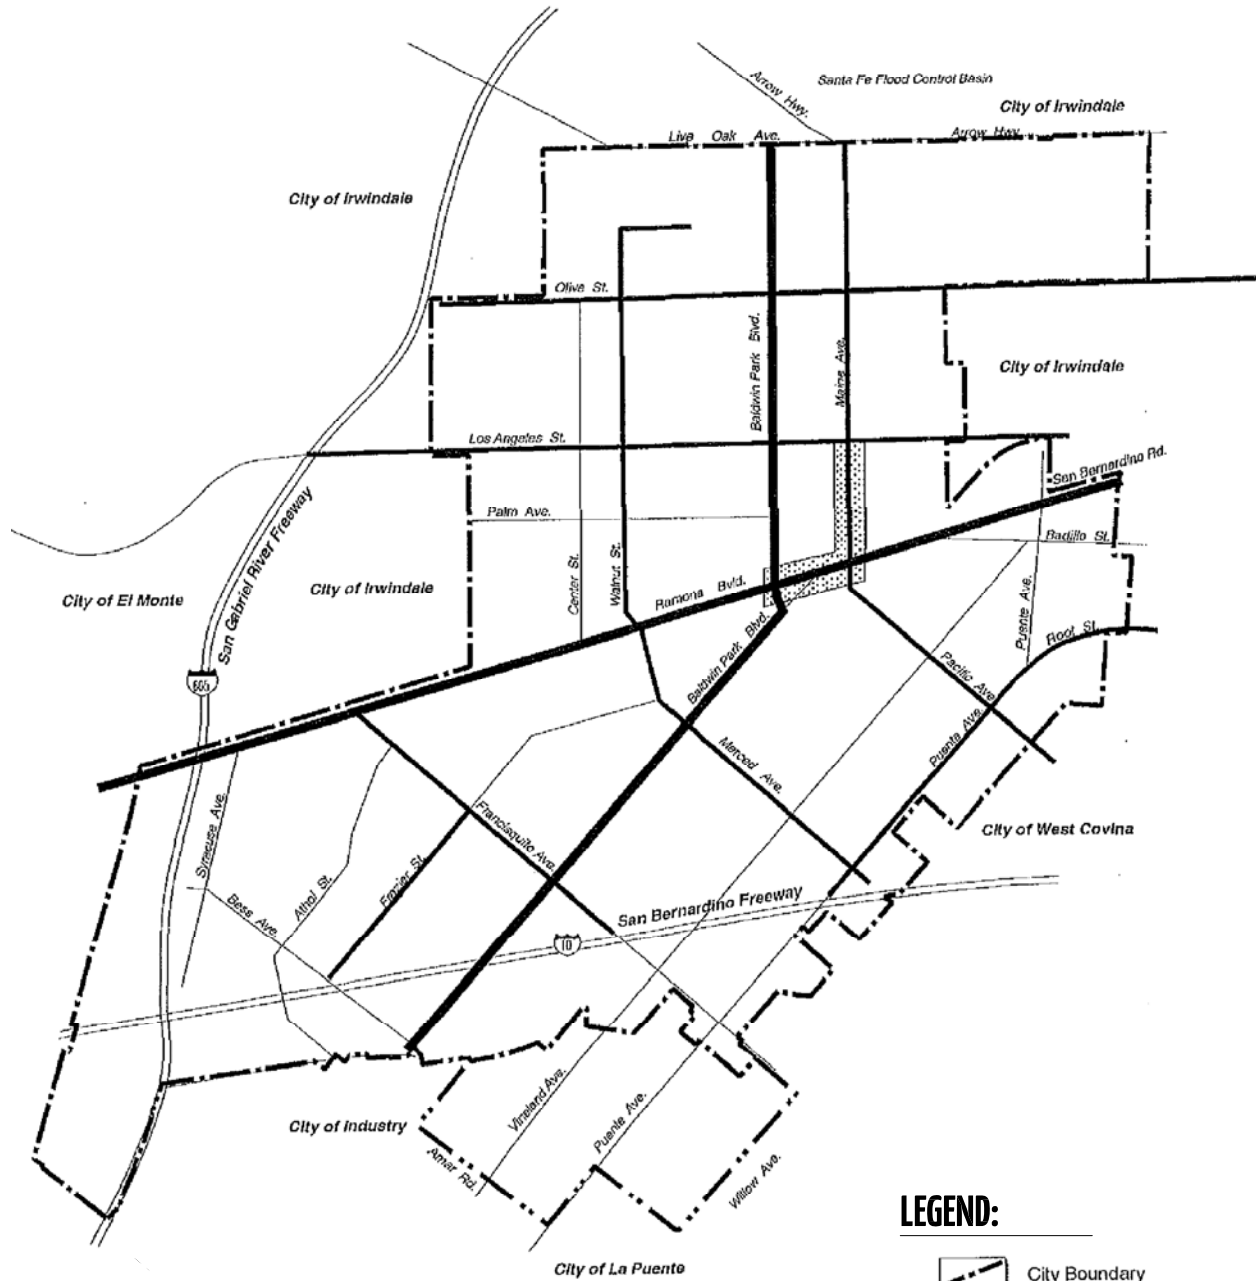 Santa Fe Flood Control Basin
Arrow Hwy.
City of Irwindale
Live Oak Ave.
Arrow Hwy.
City of Irwindale
Olive St.
Baldwin Park Blvd.
Maine Ave.
City of Irwindale
Los Angeles St.
San Bernardino Rd.
San Gabriel River Freeway
Palm Ave.
Badillo St.
Center St.
Walnut St.
City of El Monte
City of Irwindale
Ramona Bvld.
Puente Ave.
Root St.
Baldwin Park Blvd.
Pacific Ave.
605
Puente Ave.
Merced Ave.
Syracuse Ave.
Francisquito Ave.
City of West Covina
Frazier St.
Athol St.
Bess Ave.
San Bernardino Freeway
10
City of Industry
Vineland Ave.
Puente Ave.
Amar Rd.
Willow Ave.
City of La Puente
LEGEND:
City Boundary